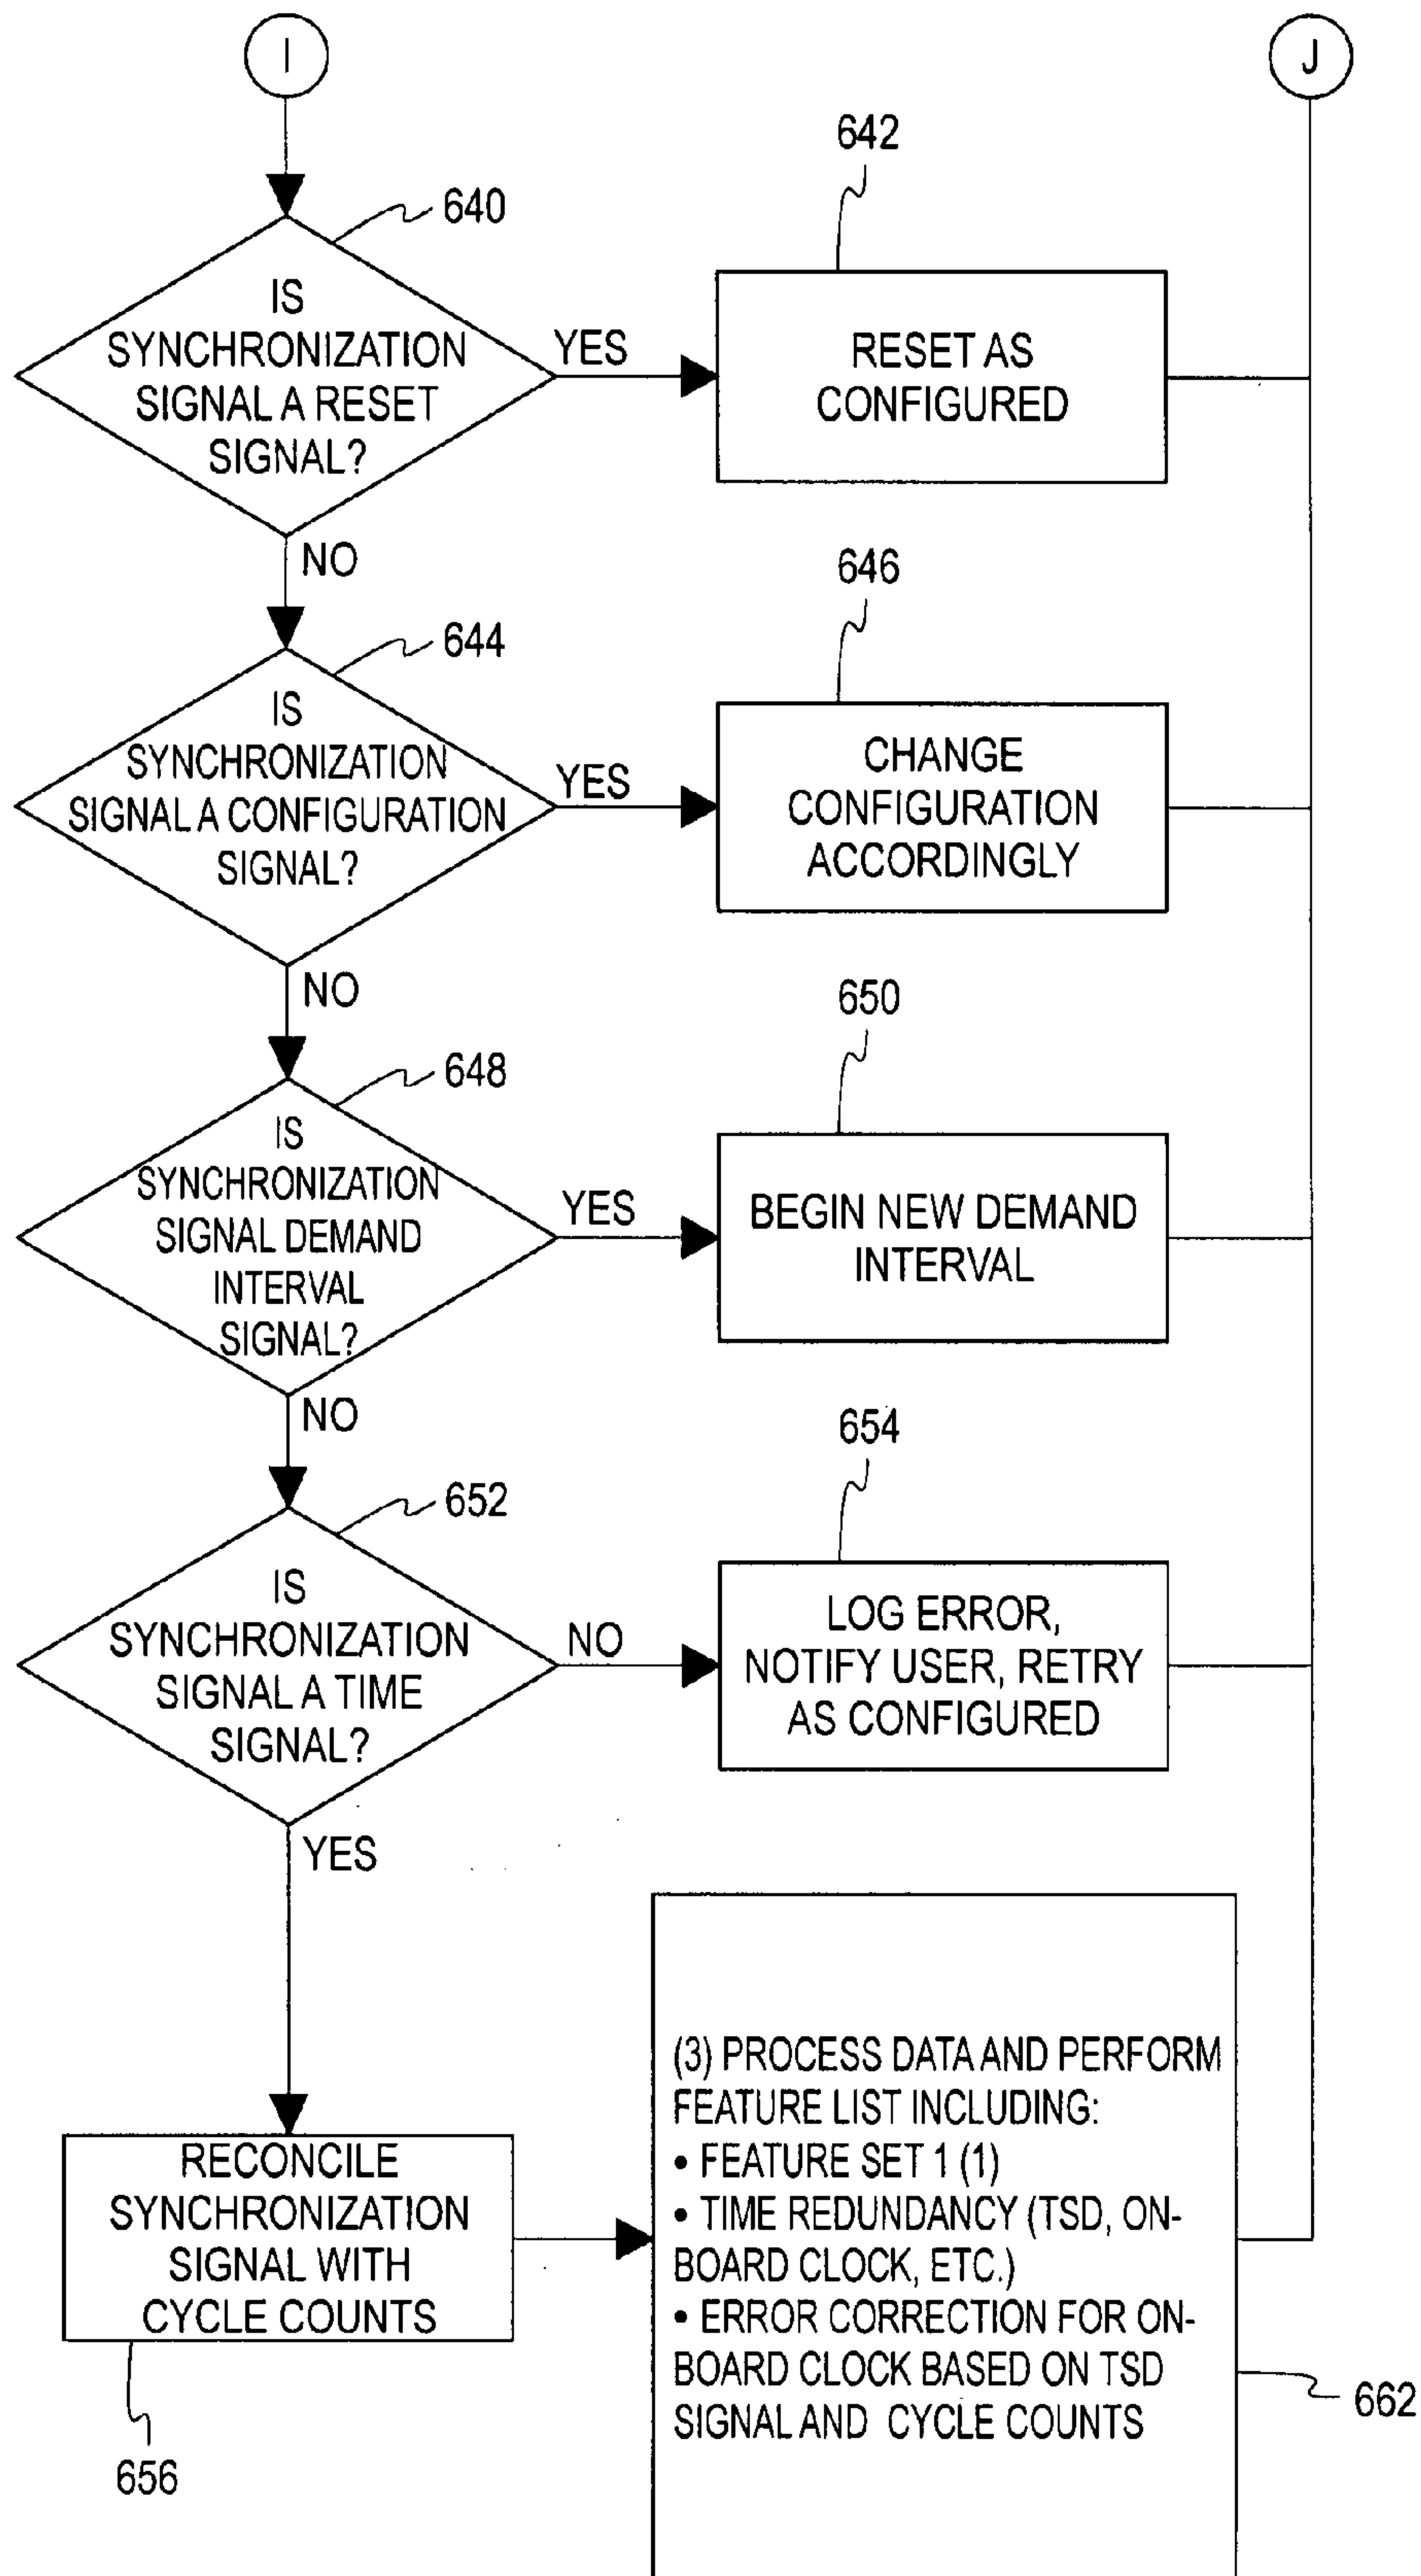 I
J
642
640
IS
SYNCHRONIZATION
SIGNAL A RESET
SIGNAL?
YES
RESET AS
CONFIGURED
NO
646
644
IS
SYNCHRONIZATION
SIGNAL A CONFIGURATION
SIGNAL?
YES
CHANGE
CONFIGURATION
ACCORDINGLY
NO
650
648
IS
SYNCHRONIZATION
SIGNAL DEMAND
INTERVAL
SIGNAL?
YES
BEGIN NEW DEMAND
INTERVAL
NO
654
652
IS
SYNCHRONIZATION
SIGNAL A TIME
SIGNAL?
NO
LOG ERROR,
NOTIFY USER, RETRY
AS CONFIGURED
YES
RECONCILE
SYNCHRONIZATION
SIGNAL WITH
CYCLE COUNTS
656
(3) PROCESS DATA AND PERFORM
FEATURE LIST INCLUDING:
• FEATURE SET 1 (1)
• TIME REDUNDANCY (TSD, ON-
BOARD CLOCK, ETC.)
• ERROR CORRECTION FOR ON-
BOARD CLOCK BASED ON TSD
SIGNAL AND CYCLE COUNTS
662